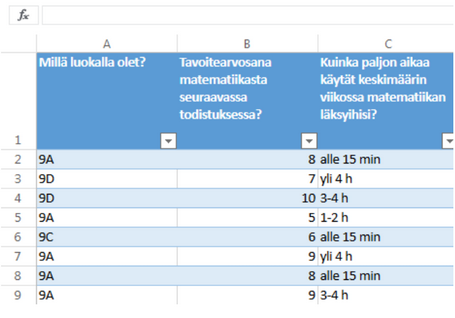 fx
A B C
Millä luokalla olet? Tavoitearvosana Kuinka paljon aikaa
matematiikasta käytät keskimäärin
seuraavassa viikossa matematiikan
todistuksessa? läksyihisi?
1
2 9A 8 alle 15 min
3 9D 7 yli 4 h
4 9D 10 3-4 h
5 9A 5 1-2 h
6 9C 6 alle 15 min
7 9A 9 yli 4 h
8 9A 8 alle 15 min
9 9A 9 3-4 h